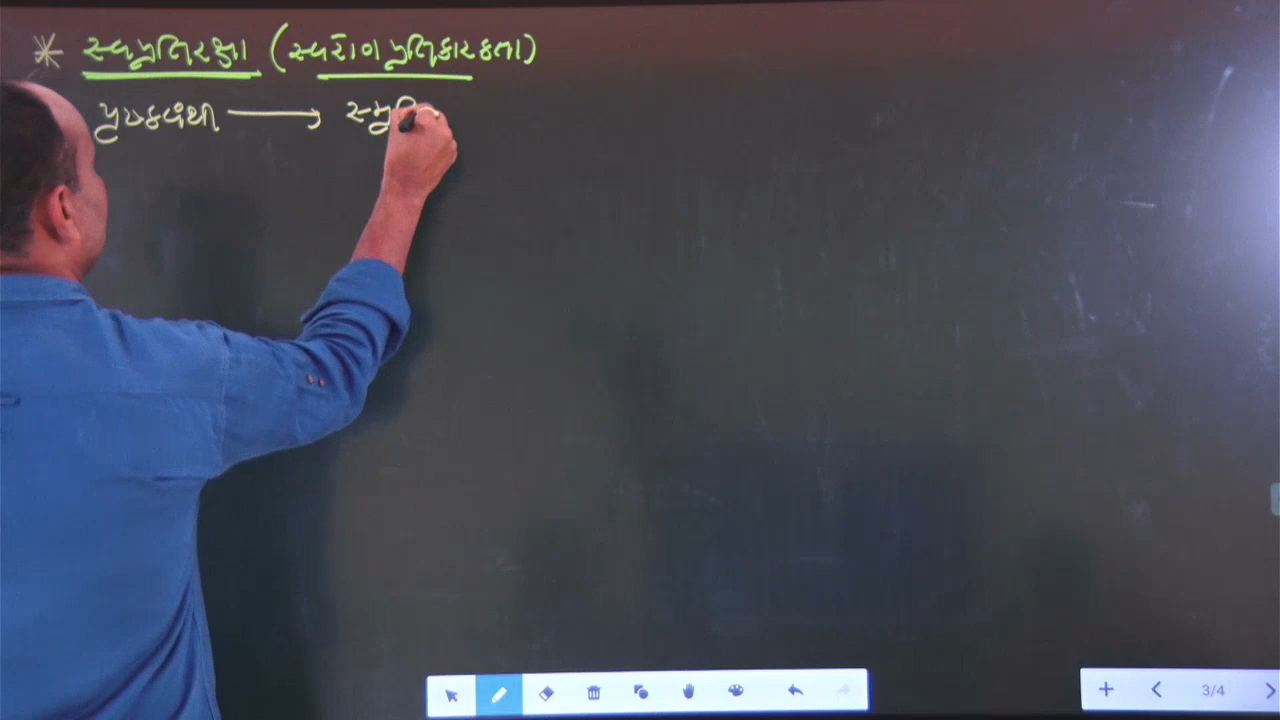 * સ્વપ્રતિરક્ષા (સ્વરોગ પ્રતિકારકતા)
પૃષ્ઠવંશી ⟶
3/4